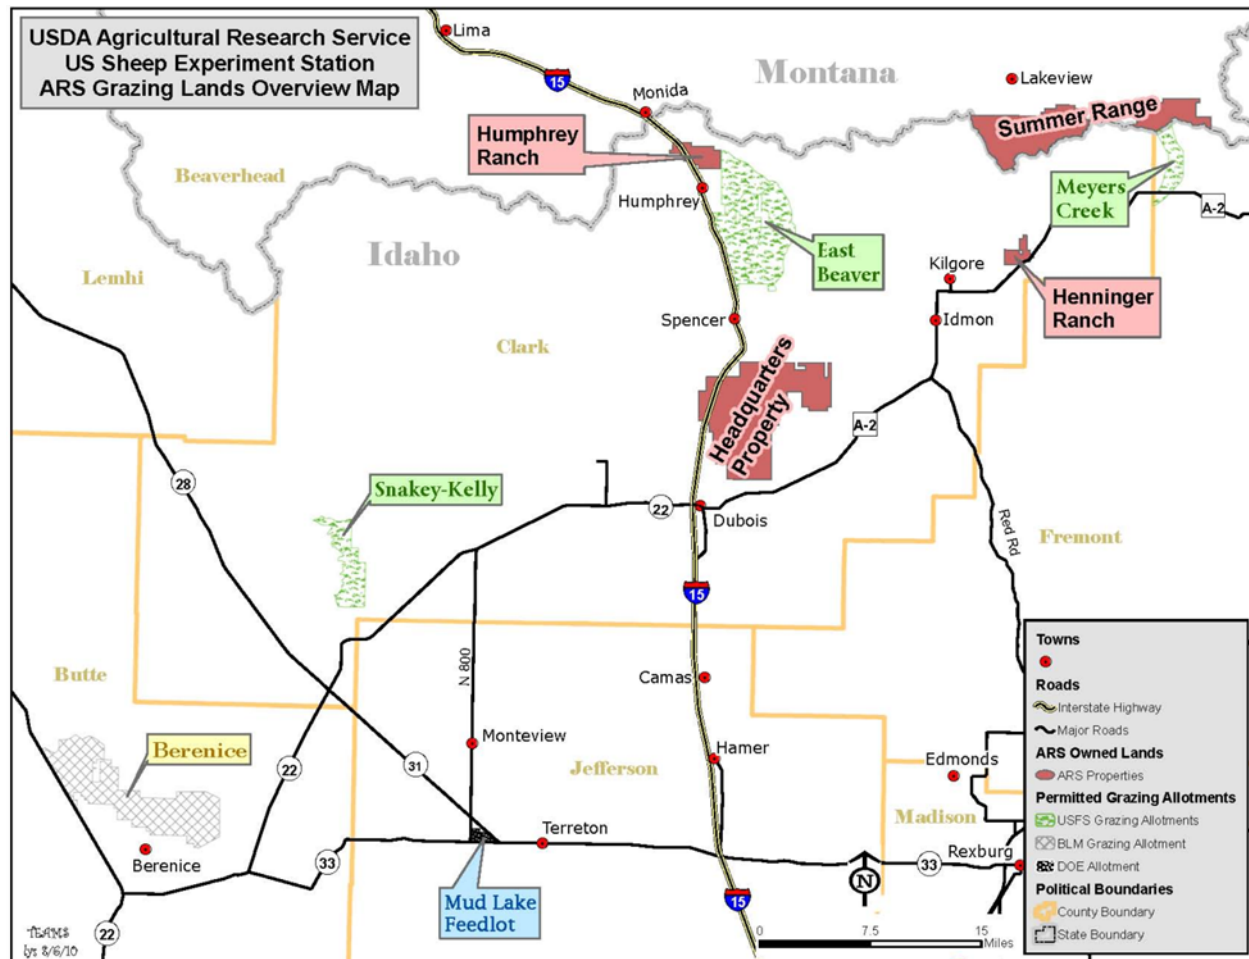 USDA Agricultural Research Service
US Sheep Experiment Station
ARS Grazing Lands Overview Map
Lima
15
Montana
Lakeview
Monida
Summer Range
Humphrey
Ranch
Beaverhead
Humphrey
Meyers
Creek
A-2
Idaho
East
Beaver
Lemhi
Kilgore
Henninger
Ranch
Spencer
Idmon
Clark
Headquarters
Property
A-2
28
Snakey-Kelly
22
Dubois
Red Rd
Fremont
15
N 800
Camas
Butte
Berenice
22
31
Monteview
Jefferson
Hamer
Edmonds
Madison
Berenice
33
Terreton
N
33
Rexburg
Mud Lake
Feedlot
15
22
0
7.5
15
Miles
Towns
Roads
Interstate Highway
Major Roads
ARS Owned Lands
ARS Properties
Permitted Grazing Allotments
USFS Grazing Allotments
BLM Grazing Allotment
DOE Allotment
Political Boundaries
County Boundary
State Boundary
TEAMS
8/6/10